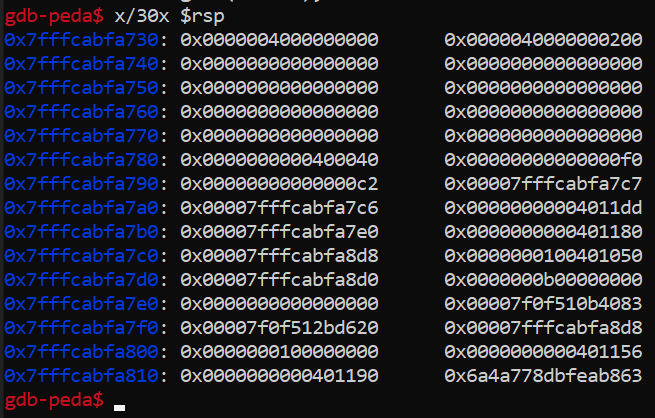 gdb-peda$ x/30x $rsp
0x7fffcabfa730: 0x0000004000000000 0x0000040000000200
0x7fffcabfa740: 0x0000000000000000 0x0000000000000000
0x7fffcabfa750: 0x0000000000000000 0x0000000000000000
0x7fffcabfa760: 0x0000000000000000 0x0000000000000000
0x7fffcabfa770: 0x0000000000000000 0x0000000000000000
0x7fffcabfa780: 0x0000000000400040 0x00000000000000f0
0x7fffcabfa790: 0x00000000000000c2 0x00007fffcabfa7c7
0x7fffcabfa7a0: 0x00007fffcabfa7c6 0x00000000004011dd
0x7fffcabfa7b0: 0x00007fffcabfa7e0 0x0000000000401180
0x7fffcabfa7c0: 0x00007fffcabfa8d8 0x0000000100401050
0x7fffcabfa7d0: 0x00007fffcabfa8d0 0x0000000b00000000
0x7fffcabfa7e0: 0x0000000000000000 0x00007f0f510b4083
0x7fffcabfa7f0: 0x00007f0f512bd620 0x00007fffcabfa8d8
0x7fffcabfa800: 0x0000000100000000 0x0000000000401156
0x7fffcabfa810: 0x0000000000401190 0x6a4a778dbfeab863
gdb-peda$